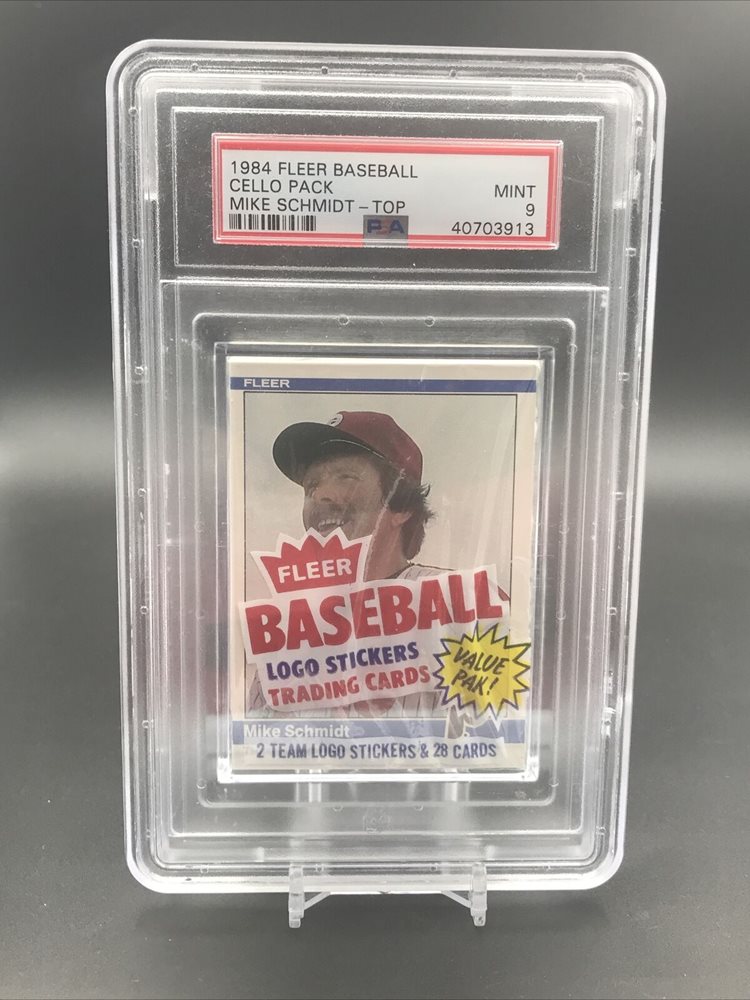 1984 FLEER BASEBALL
CELLO PACK MINT
MIKE SCHMIDT – TOP 9
PSA 40703913
FLEER
FLEER
BASEBALL
LOGO STICKERS
TRADING CARDS
VALUE
PAK!
Mike Schmidt
2 TEAM LOGO STICKERS & 28 CARDS